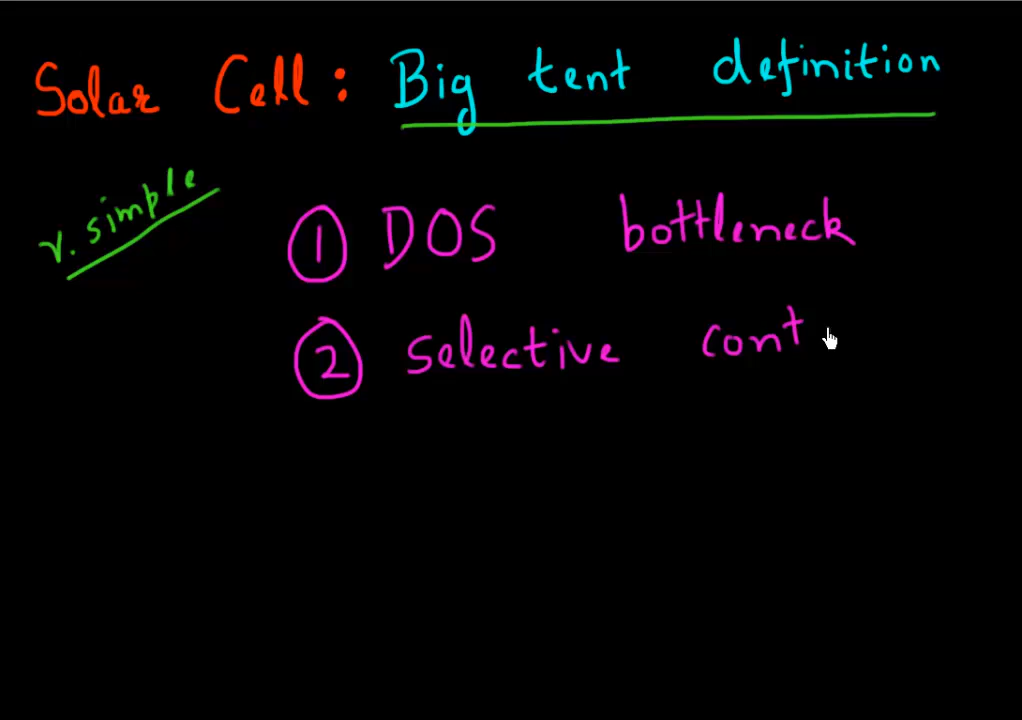 Solar Cell: Big tent definition
v. simple
1 DOS bottleneck
2 selective cont